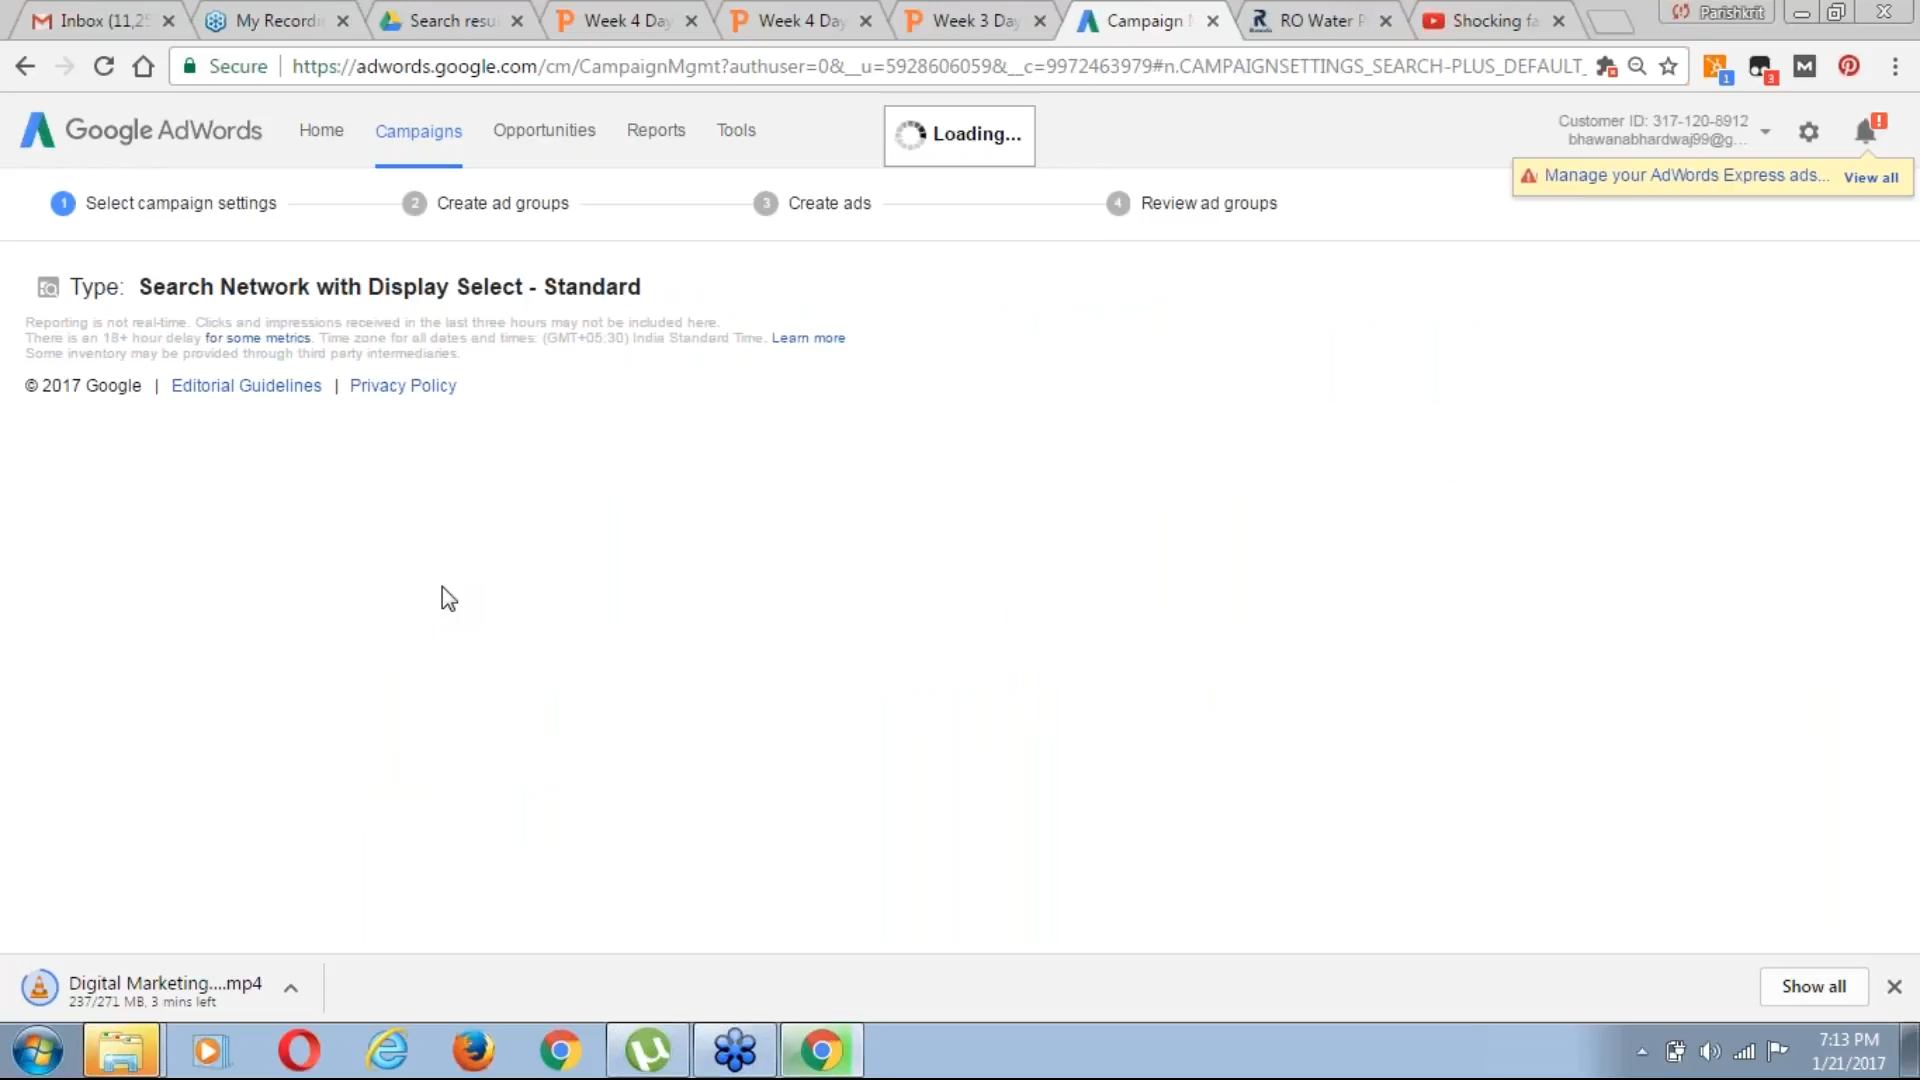 Inbox (11,25
My Recordi
Search resu
Week 4 Day
Week 4 Day
Week 3 Day
Campaign
RO Water P
Shocking fa
Parishkrit
Secure
https://adwords.google.com/cm/CampaignMgmt?authuser=0&__u=5928606059&__c=9972463979#n.CAMPAIGNSETTINGS_SEARCH-PLUS_DEFAULT_
1
3
M
Google AdWords
Home
Campaigns
Opportunities
Reports
Tools
Loading...
Customer ID: 317-120-8912
bhawanabhardwaj99@g...
!
Manage your AdWords Express ads...
View all
1 Select campaign settings
2 Create ad groups
3 Create ads
4 Review ad groups
Type: Search Network with Display Select - Standard
Reporting is not real-time. Clicks and impressions received in the last three hours may not be included here.
There is an 18+ hour delay for some metrics. Time zone for all dates and times: (GMT+05:30) India Standard Time. Learn more
Some inventory may be provided through third party intermediaries.
© 2017 Google | Editorial Guidelines | Privacy Policy
Digital Marketing....mp4
237/271 MB, 3 mins left
Show all
7:13 PM
1/21/2017